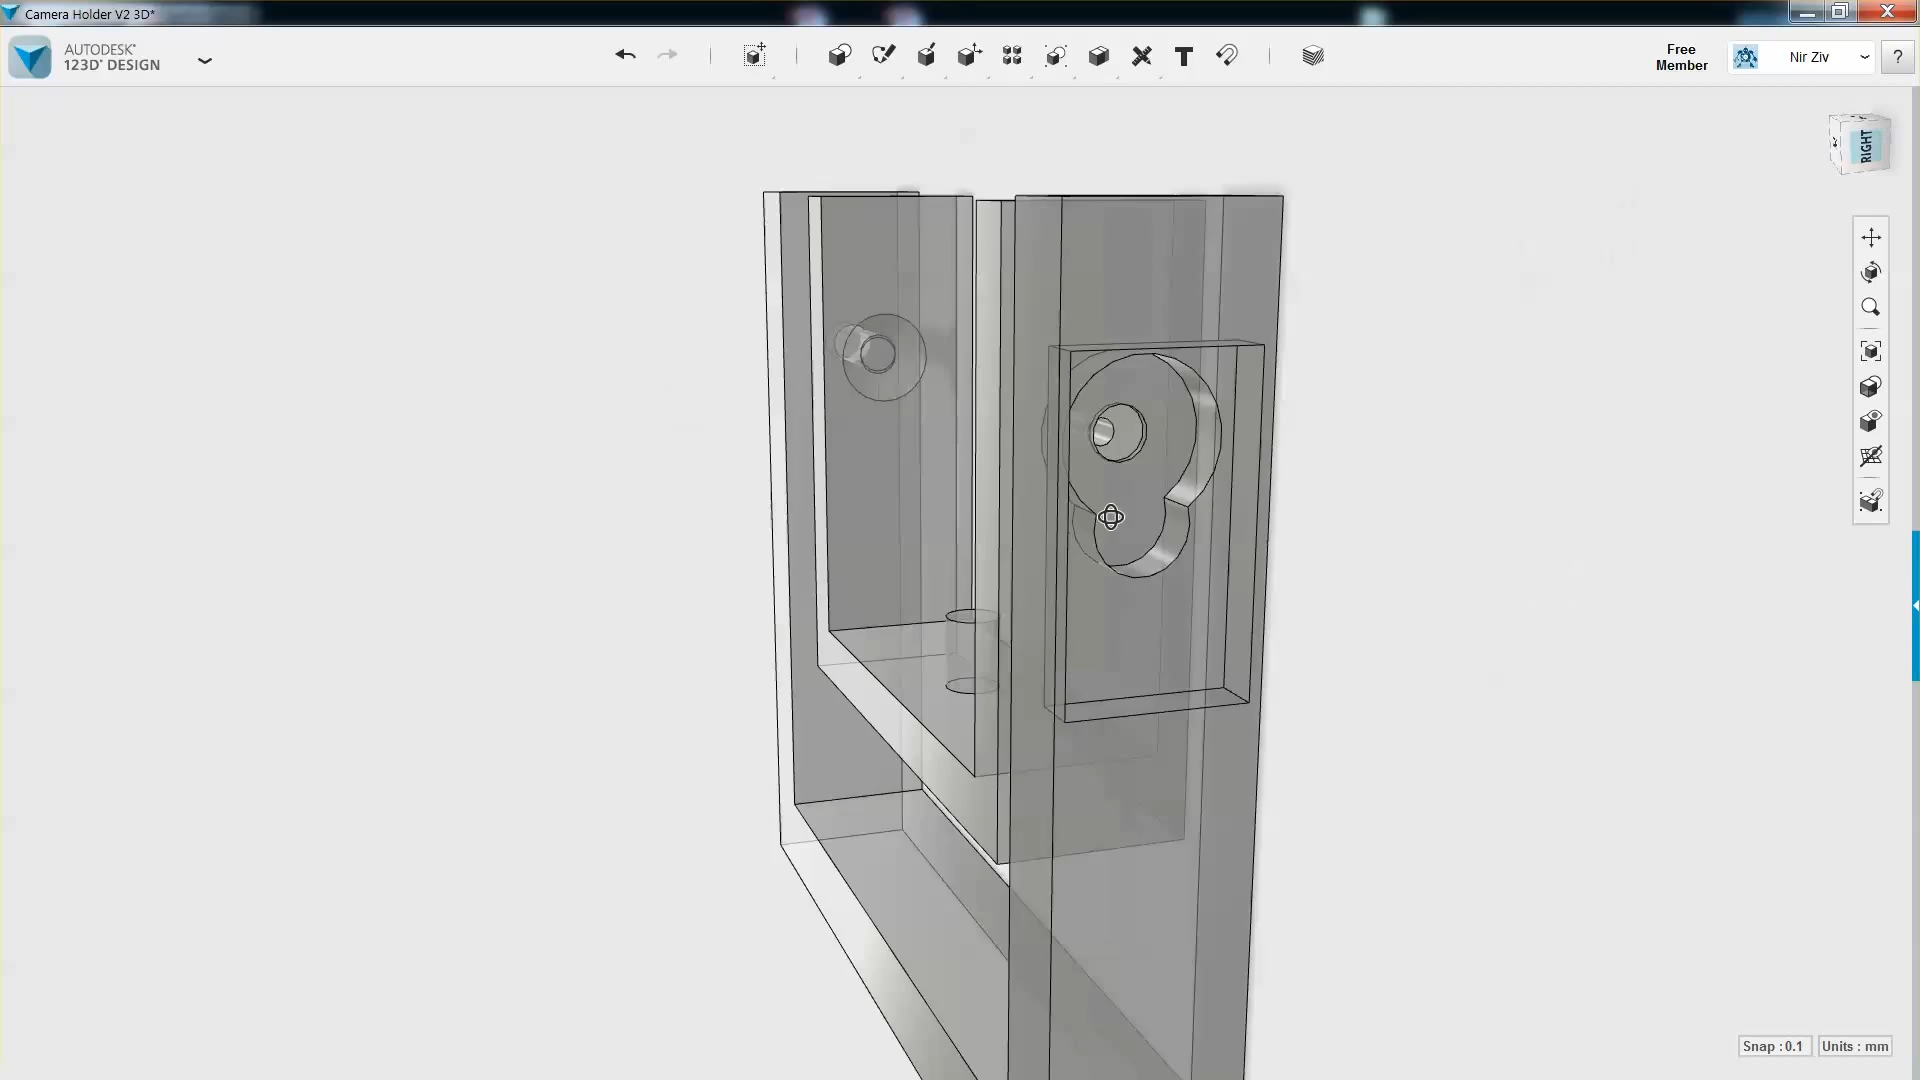 Camera Holder V2 3D*
AUTODESK®
123D® DESIGN
T
Free
Member
Nir Ziv
?
RIGHT
Snap : 0.1
Units : mm